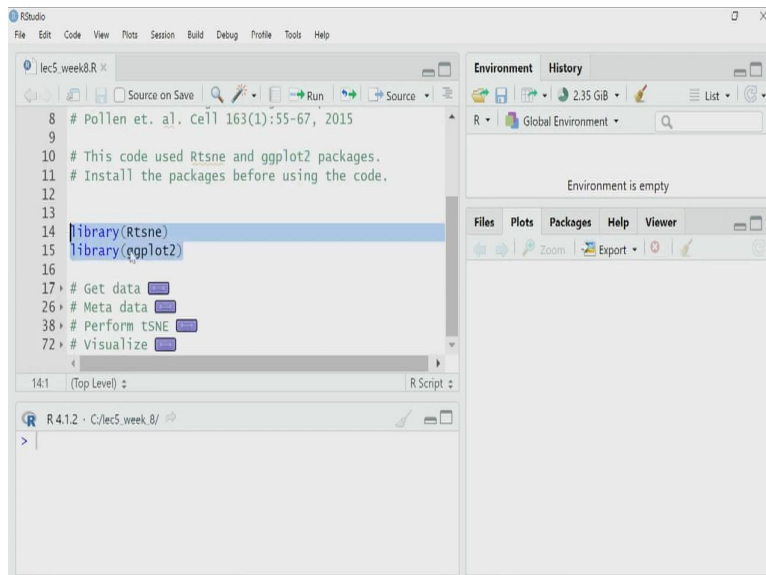 RStudio
File Edit Code View Plots Session Build Debug Profile Tools Help
lec5_week8.R
Source on Save Run Source
8 # Pollen et. al. Cell 163(1):55-67, 2015
9
10 # This code used Rtsne and ggplot2 packages.
11 # Install the packages before using the code.
12
13
14 library(Rtsne)
15 library(ggplot2)
16
17 # Get data
26 # Meta data
38 # Perform tSNE
72 # Visualize
14:1 (Top Level) R Script
R 4.1.2 · C:/lec5_week_8/
>
Environment History
2.35 GiB List
R Global Environment
Environment is empty
Files Plots Packages Help Viewer
Zoom Export